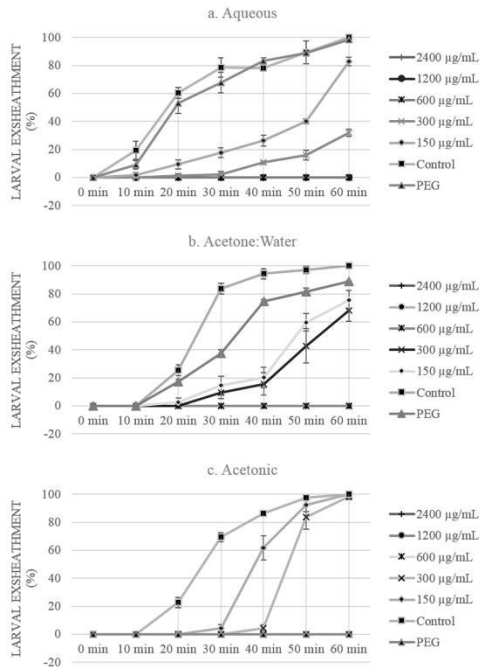 a. Aqueous
LARVAL EXSHEATHMENT
(%)
100
80
60
40
20
0
-20
0 min 10 min 20 min 30 min 40 min 50 min 60 min
2400 µg/mL
1200 µg/mL
600 µg/mL
300 µg/mL
150 µg/mL
Control
PEG
b. Acetone:Water
LARVAL EXSHEATHMENT
(%)
100
80
60
40
20
0
-20
0 min 10 min 20 min 30 min 40 min 50 min 60 min
2400 µg/mL
1200 µg/mL
600 µg/mL
300 µg/mL
150 µg/mL
Control
PEG
c. Acetonic
LARVAL EXSHEATHMENT
(%)
100
80
60
40
20
0
0 min 10 min 20 min 30 min 40 min 50 min 60 min
2400 µg/mL
1200 µg/mL
600 µg/mL
300 µg/mL
150 µg/mL
Control
PEG